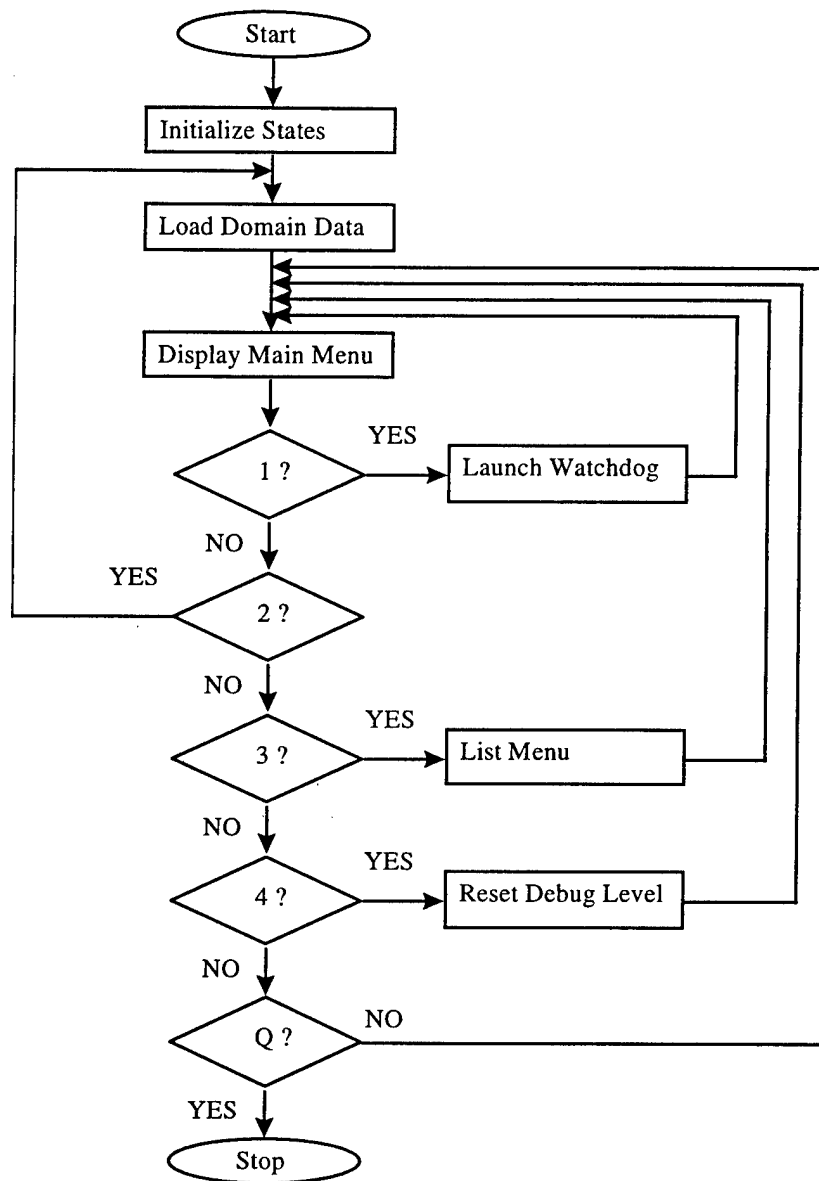 Start
Initialize States
Load Domain Data
Display Main Menu
1 ?
YES
Launch Watchdog
NO
YES
2 ?
NO
3 ?
YES
List Menu
NO
4 ?
YES
Reset Debug Level
NO
Q ?
NO
YES
Stop